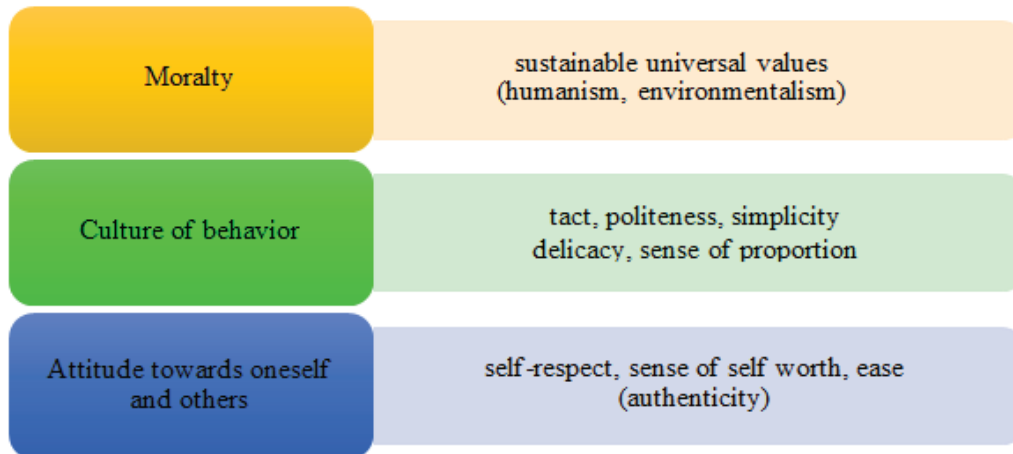 Moralty
sustainable universal values
(humanism, environmentalism)
Culture of behavior
tact, politeness, simplicity
delicacy, sense of proportion
Attitude towards oneself
and others
self-respect, sense of self worth, ease
(authenticity)